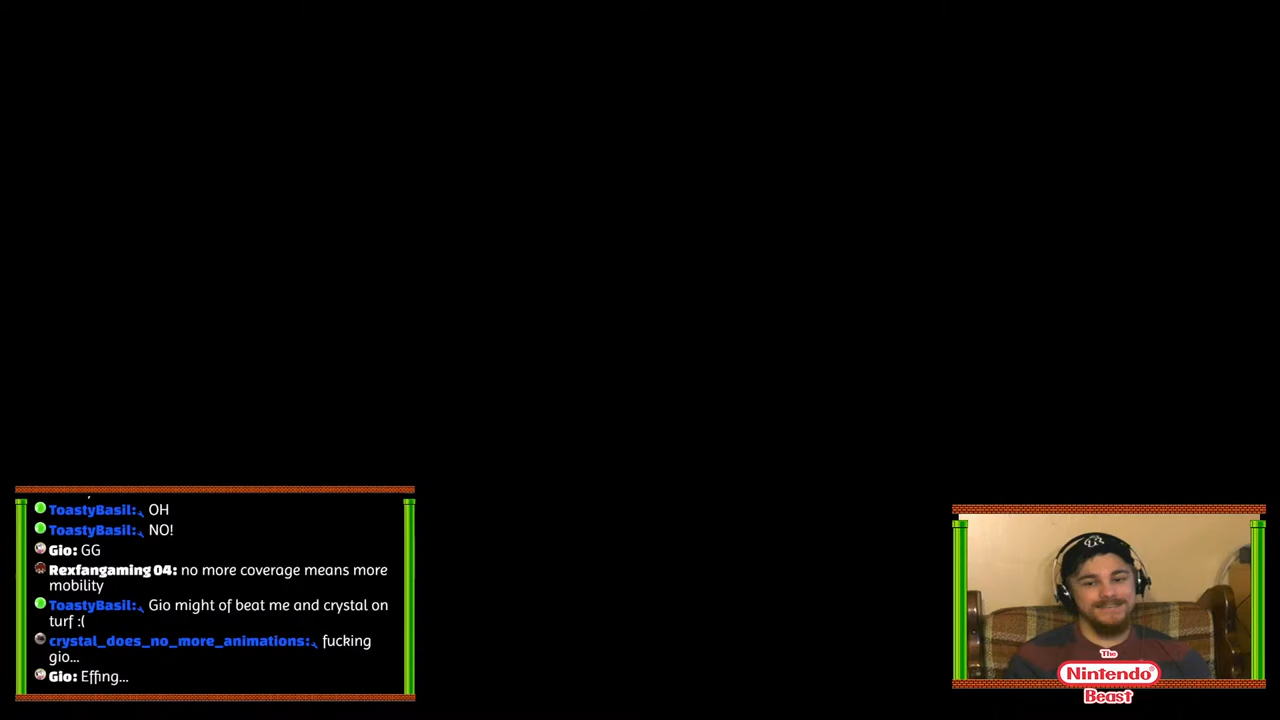 ToastyBasil: OH
ToastyBasil: NO!
Gio: GG
Rexfangaming 04: no more coverage means more
mobility
ToastyBasil: Gio might of beat me and crystal on
turf :(
crystal_does_no_more_animations: fucking
gio...
Gio: Effing...
The
Nintendo®
Beast